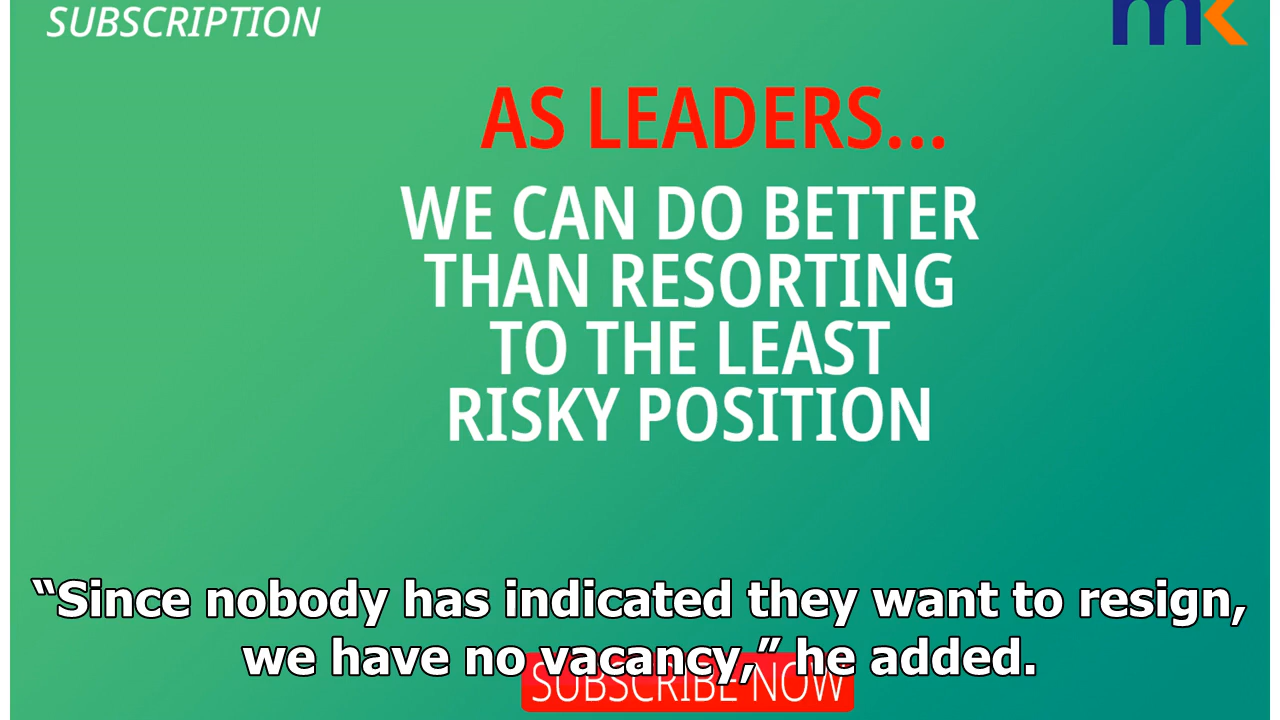 SUBSCRIPTION
mk
AS LEADERS...
WE CAN DO BETTER
THAN RESORTING
TO THE LEAST
RISKY POSITION
“Since nobody has indicated they want to resign,
we have no vacancy,” he added.
SUBSCRIBE NOW